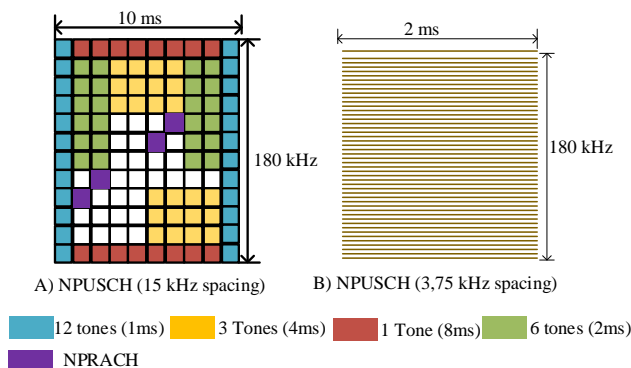 10 ms
2 ms
180 kHz
180 kHz
A) NPUSCH (15 kHz spacing)
B) NPUSCH (3,75 kHz spacing)
12 tones (1ms)
3 Tones (4ms)
1 Tone (8ms)
6 tones (2ms)
NPRACH